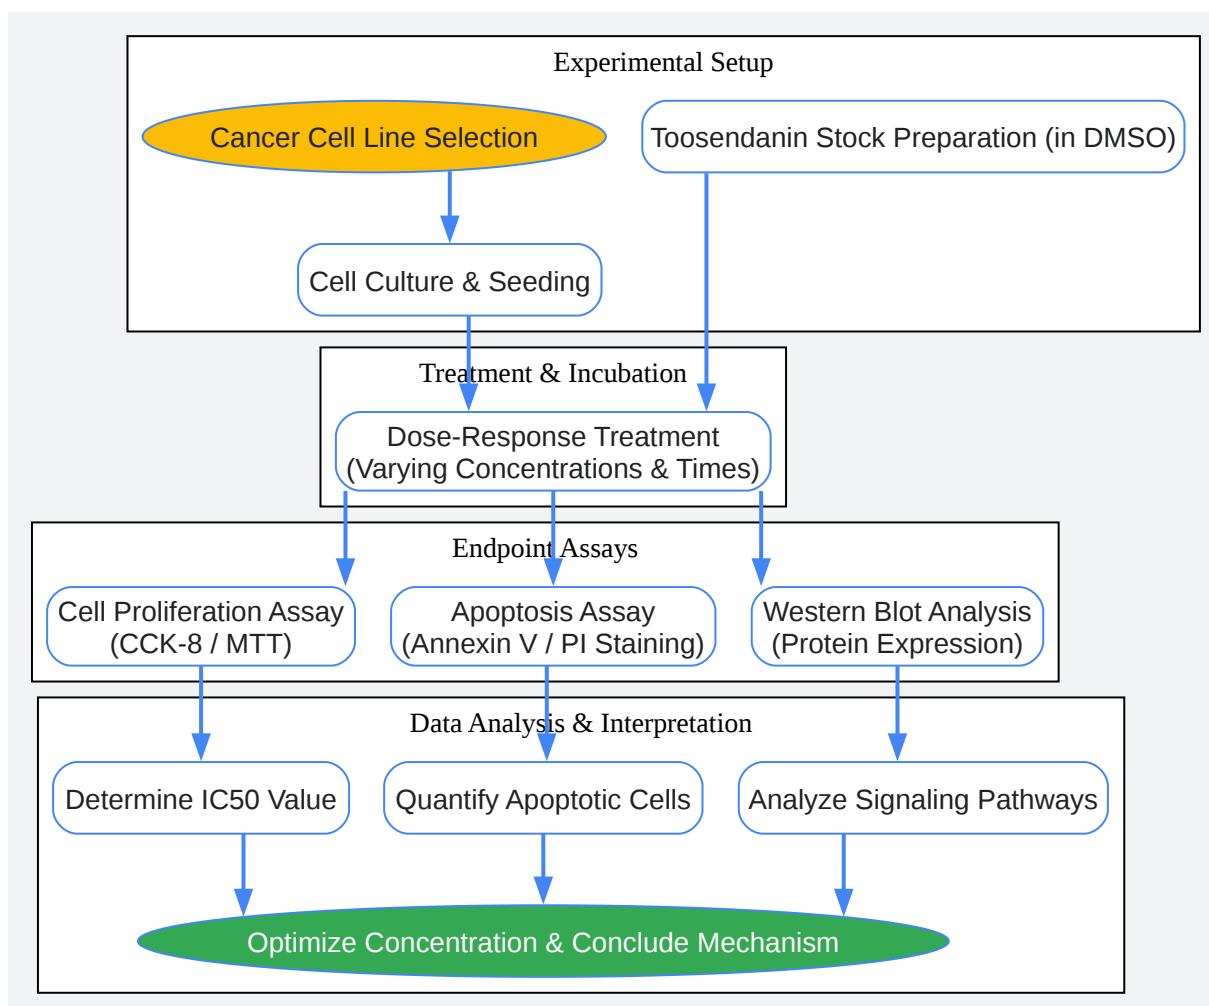 Experimental Setup
Cancer Cell Line Selection
Toosendanin Stock Preparation (in DMSO)
Cell Culture & Seeding
Treatment & Incubation
Dose-Response Treatment
(Varying Concentrations & Times)
Endpoint Assays
Cell Proliferation Assay
(CCK-8 / MTT)
Apoptosis Assay
(Annexin V / PI Staining)
Western Blot Analysis
(Protein Expression)
Data Analysis & Interpretation
Determine IC50 Value
Quantify Apoptotic Cells
Analyze Signaling Pathways
Optimize Concentration & Conclude Mechanism